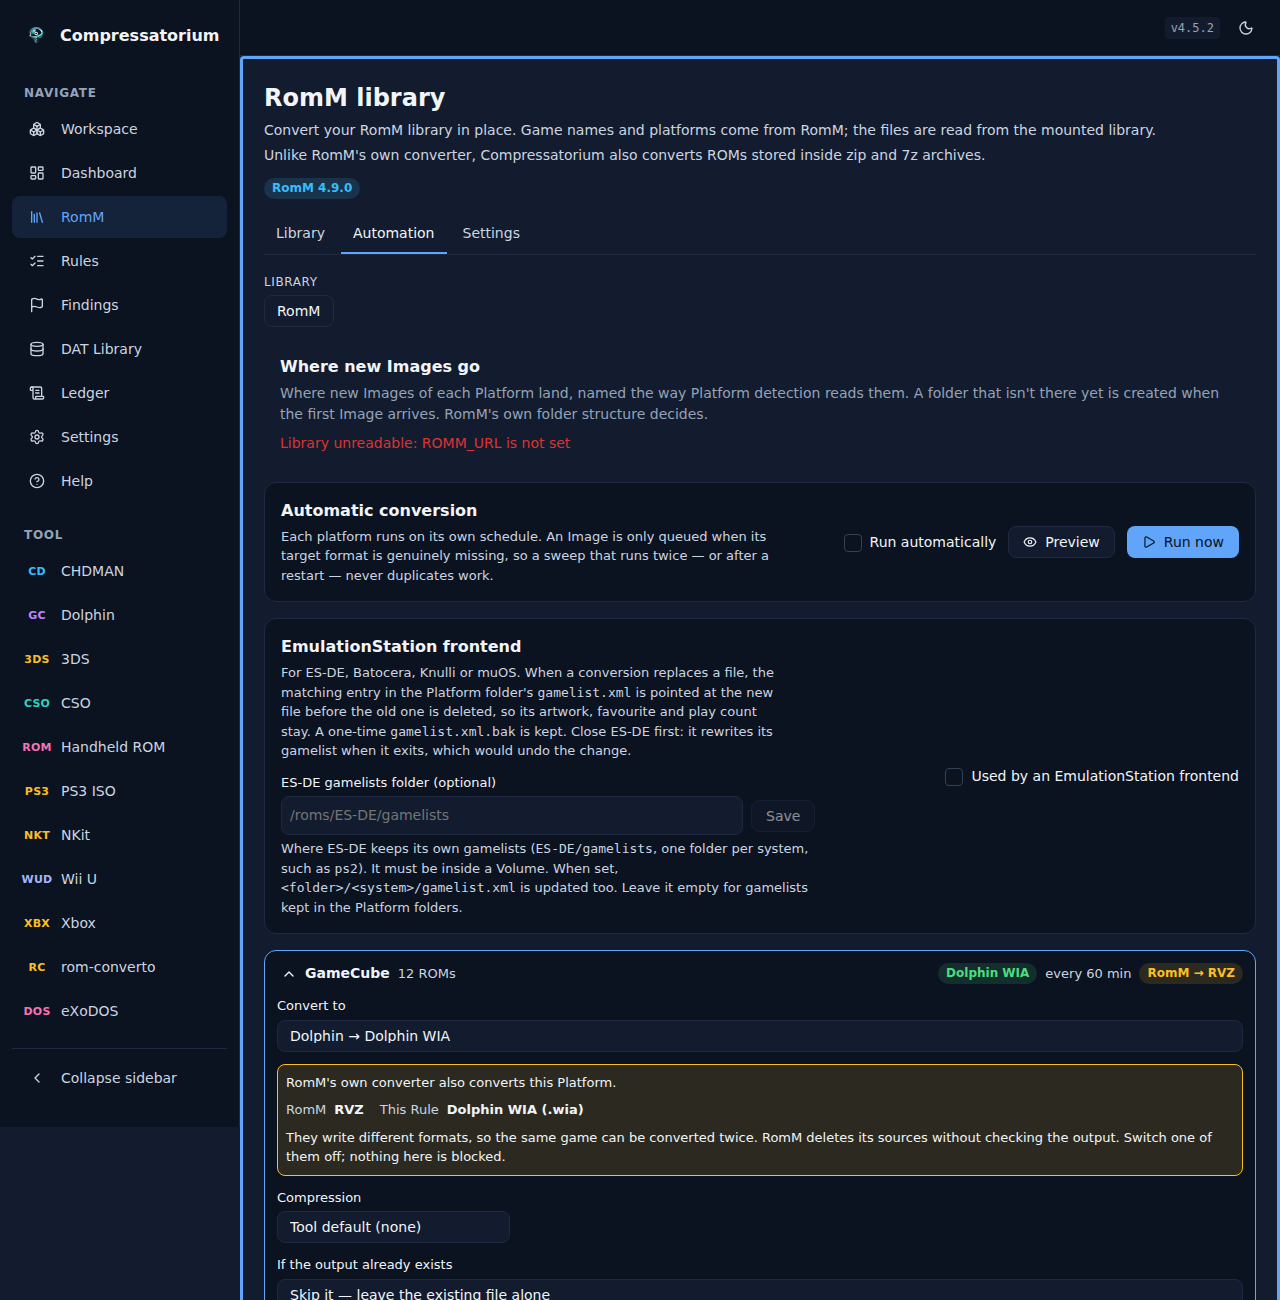 Compressatorium
v4.5.2
NAVIGATE
Workspace
Dashboard
RomM
Rules
Findings
DAT Library
Ledger
Settings
Help
TOOL
CD CHDMAN
GC Dolphin
3DS 3DS
CSO CSO
ROM Handheld ROM
PS3 PS3 ISO
NKT NKit
WUD Wii U
XBX Xbox
RC rom-converto
DOS eXoDOS
Collapse sidebar
RomM library
Convert your RomM library in place. Game names and platforms come from RomM; the files are read from the mounted library.
Unlike RomM's own converter, Compressatorium also converts ROMs stored inside zip and 7z archives.
RomM 4.9.0
Library Automation Settings
LIBRARY
RomM
Where new Images go
Where new Images of each Platform land, named the way Platform detection reads them. A folder that isn't there yet is created when
the first Image arrives. RomM's own folder structure decides.
Library unreadable: ROMM_URL is not set
Automatic conversion
Each platform runs on its own schedule. An Image is only queued when its
target format is genuinely missing, so a sweep that runs twice — or after a
restart — never duplicates work.
Run automatically Preview Run now
EmulationStation frontend
For ES-DE, Batocera, Knulli or muOS. When a conversion replaces a file, the
matching entry in the Platform folder's gamelist.xml is pointed at the new
file before the old one is deleted, so its artwork, favourite and play count
stay. A one-time gamelist.xml.bak is kept. Close ES-DE first: it rewrites its
gamelist when it exits, which would undo the change.
ES-DE gamelists folder (optional)
/roms/ES-DE/gamelists Save
Where ES-DE keeps its own gamelists (ES-DE/gamelists, one folder per system,
such as ps2). It must be inside a Volume. When set,
<folder>/<system>/gamelist.xml is updated too. Leave it empty for gamelists
kept in the Platform folders.
Used by an EmulationStation frontend
GameCube 12 ROMs Dolphin WIA every 60 min RomM → RVZ
Convert to
Dolphin → Dolphin WIA
RomM's own converter also converts this Platform.
RomM RVZ This Rule Dolphin WIA (.wia)
They write different formats, so the same game can be converted twice. RomM deletes its sources without checking the output. Switch one of
them off; nothing here is blocked.
Compression
Tool default (none)
If the output already exists
Skip it — leave the existing file alone